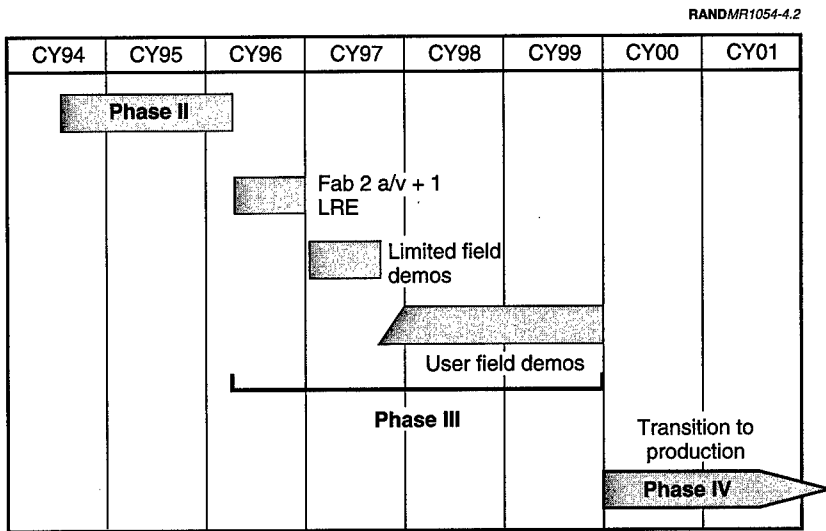 RANDMR1054-4.2
CY94 CY95 CY96 CY97 CY98 CY99 CY00 CY01
Phase II
Fab 2 a/v + 1
LRE
Limited field
demos
User field demos
Phase III
Transition to
production
Phase IV